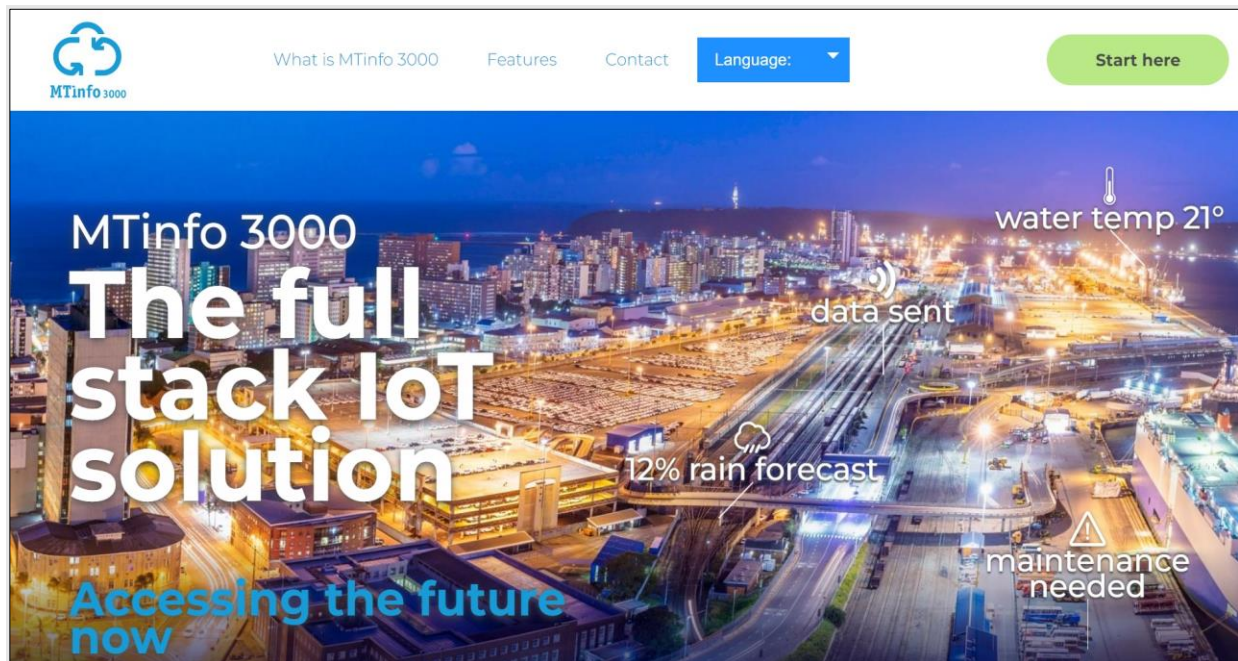 MTinfo 3000
What is MTinfo 3000
Features
Contact
Language:
Start here
MTinfo 3000
The full
stack IoT
solution
Accessing the future
now
water temp 21°
data sent
12% rain forecast
maintenance
needed